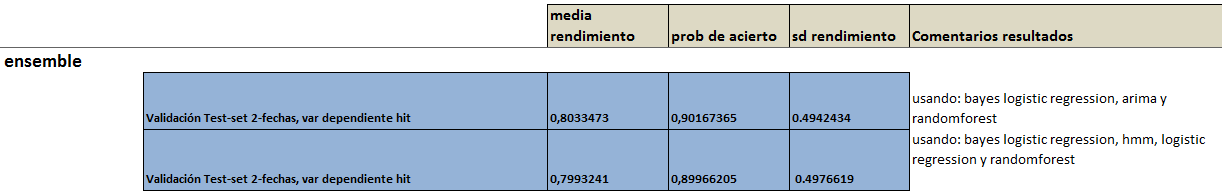 media
rendimiento prob de acierto sd rendimiento Comentarios resultados
ensemble
Validación Test-set 2-fechas, var dependiente hit 0,8033473 0,90167365 0.4942434 usando: bayes logistic regression, arima y
randomforest
Validación Test-set 2-fechas, var dependiente hit 0,7993241 0,89966205 0.4976619 usando: bayes logistic regression, hmm, logistic
regression y randomforest